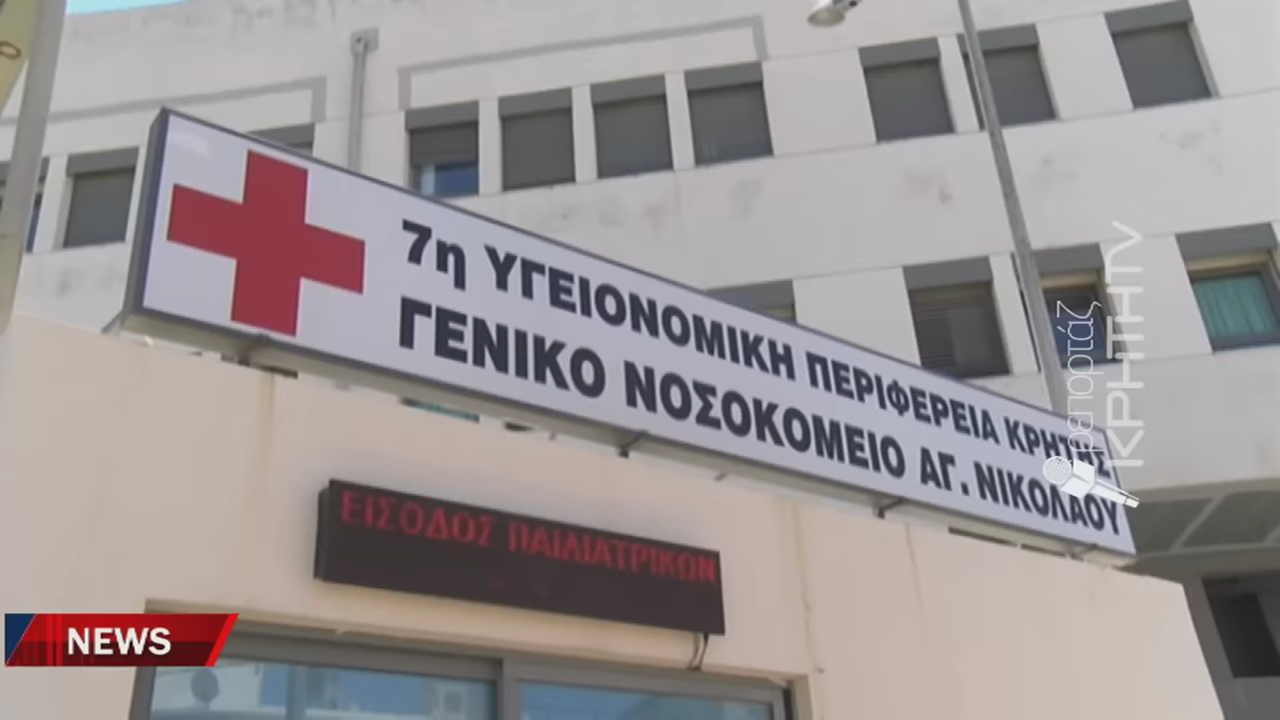 7η ΥΓΕΙΟΝΟΜΙΚΗ ΠΕΡΙΦΕΡΕΙΑ ΚΡΗΤΗΣ
ΓΕΝΙΚΟ ΝΟΣΟΚΟΜΕΙΟ ΑΓ. ΝΙΚΟΛΑΟΥ
ΕΙΣΟΔΟΣ ΠΑΙΔΙΑΤΡΙΚΩΝ
NEWS
ρεπορτάζ
ΚΡΗΤΗ TV